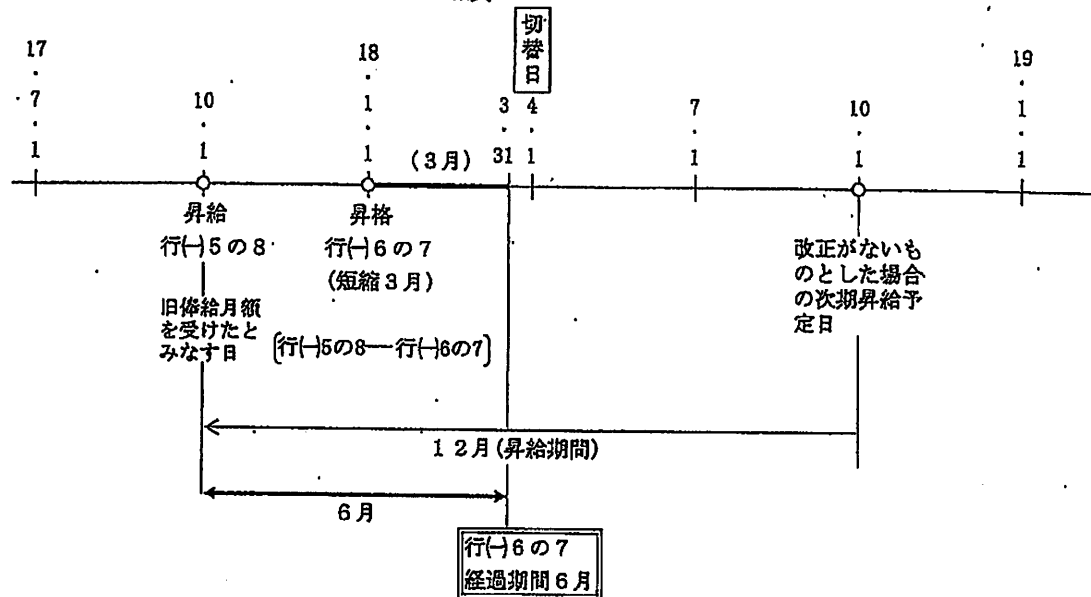 切替日
17・7・1
10・1
18・1・1
(3月)
3・31
4・1
7・1
10・1
19・1・1
昇給
行(一)5の8
昇格
行(一)6の7
(短縮3月)
旧俸給月額
を受けたと
みなす日
〔行(一)5の8―行(一)6の7〕
改正がないも
のとした場合
の次期昇給予
定日
12月(昇給期間)
6月
行(一)6の7
経過期間6月